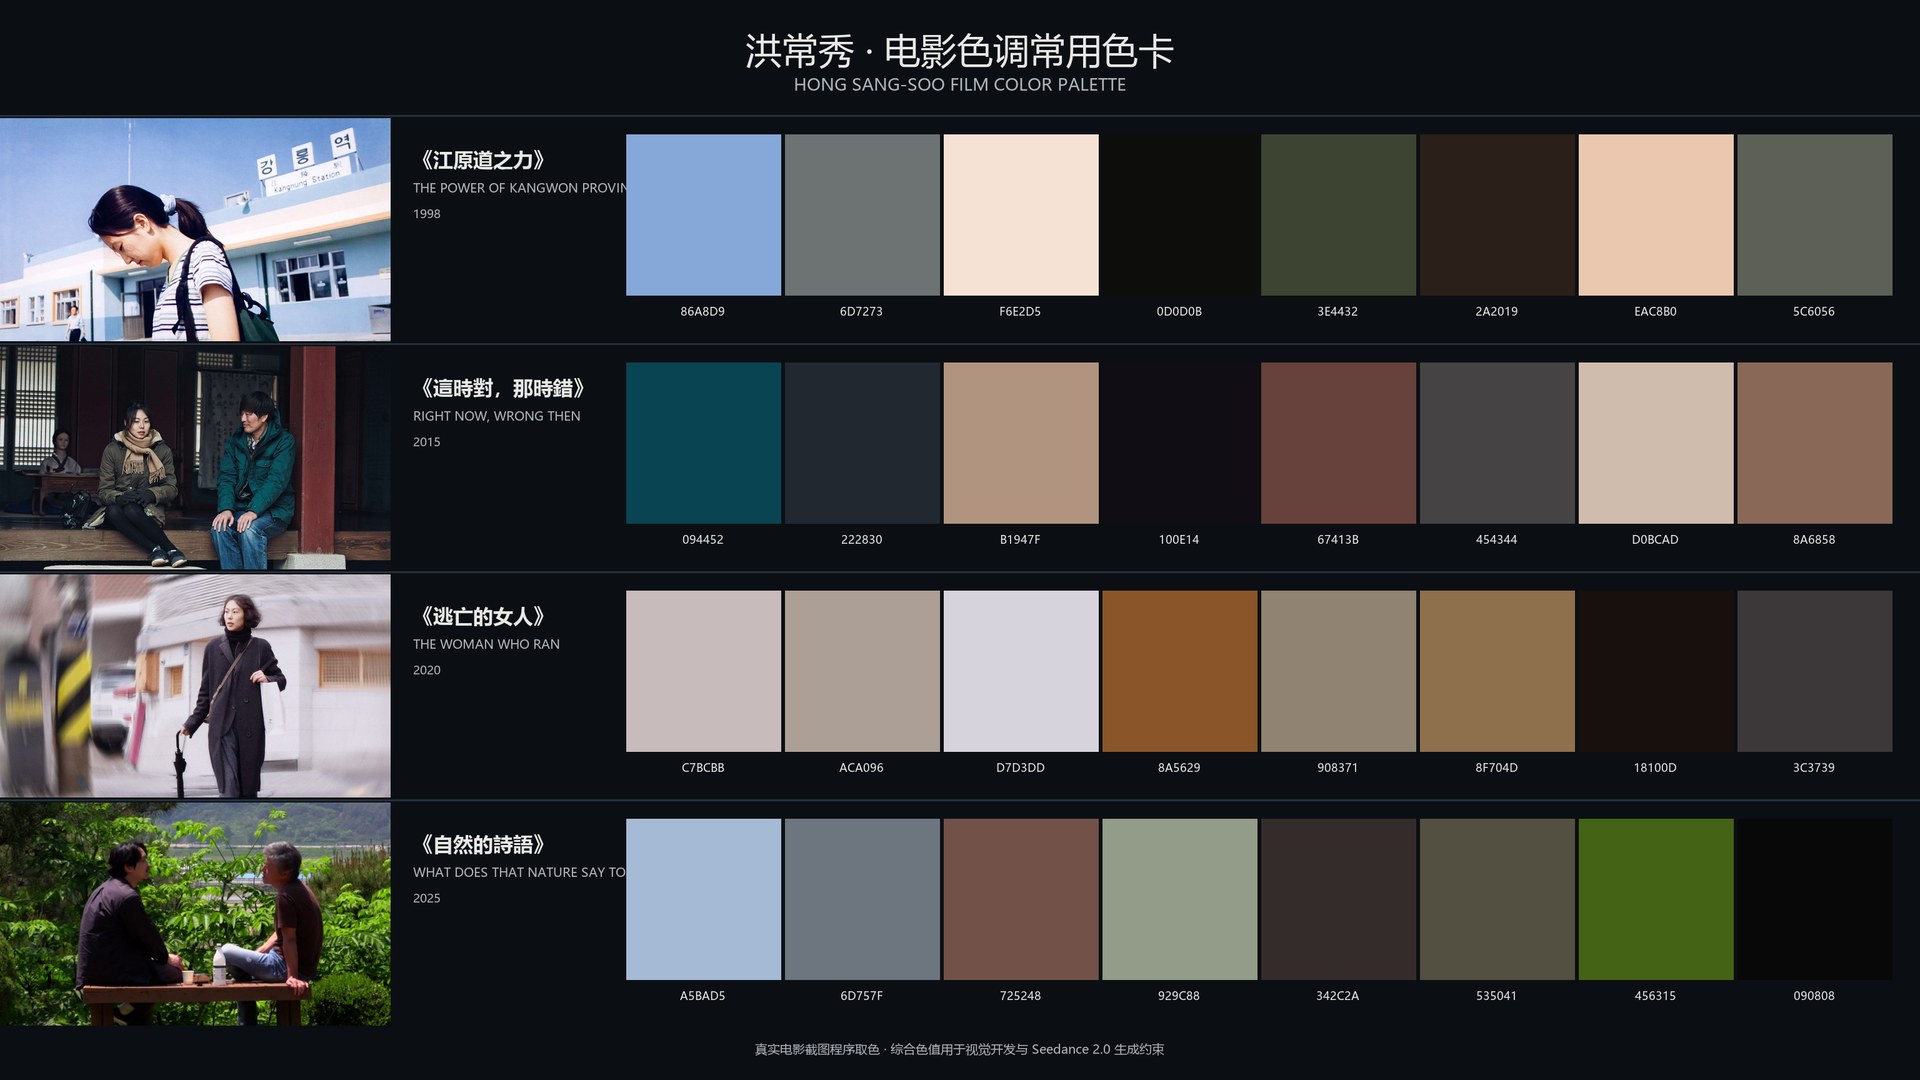 洪常秀 · 电影色调常用色卡
HONG SANG-SOO FILM COLOR PALETTE
강릉역
Kangnung Station
《江原道之力》
THE POWER OF KANGWON PROVIN
1998
86A8D9 6D7273 F6E2D5 0D0D0B 3E4432 2A2019 EAC8B0 5C6056
《這時對，那時錯》
RIGHT NOW, WRONG THEN
2015
094452 222830 B1947F 100E14 67413B 454344 D0BCAD 8A6858
《逃亡的女人》
THE WOMAN WHO RAN
2020
C7BCBB ACA096 D7D3DD 8A5629 908371 8F704D 18100D 3C3739
《自然的詩語》
WHAT DOES THAT NATURE SAY TO
2025
A5BAD5 6D757F 725248 929C88 342C2A 535041 456315 090808
真实电影截图程序取色 · 综合色值用于视觉开发与 Seedance 2.0 生成约束